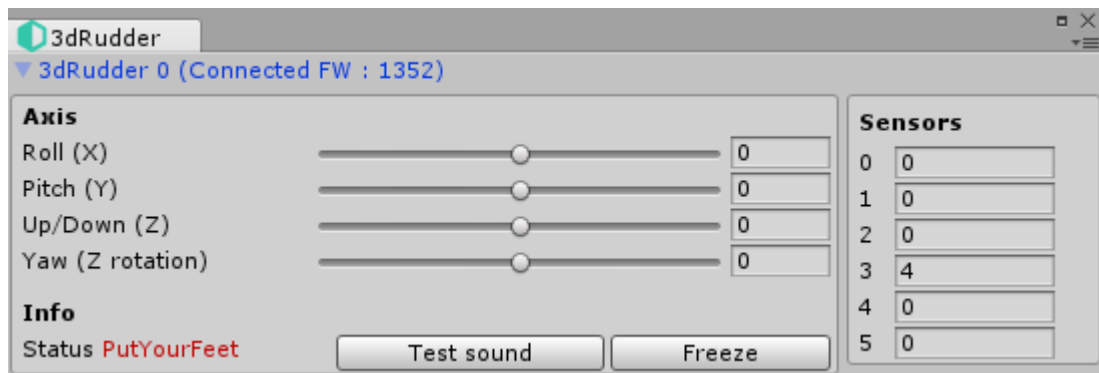 3dRudder
3dRudder 0 (Connected FW : 1352)
Axis
Roll (X) 0
Pitch (Y) 0
Up/Down (Z) 0
Yaw (Z rotation) 0
Info
Status PutYourFeet Test sound Freeze
Sensors
0 0
1 0
2 0
3 4
4 0
5 0